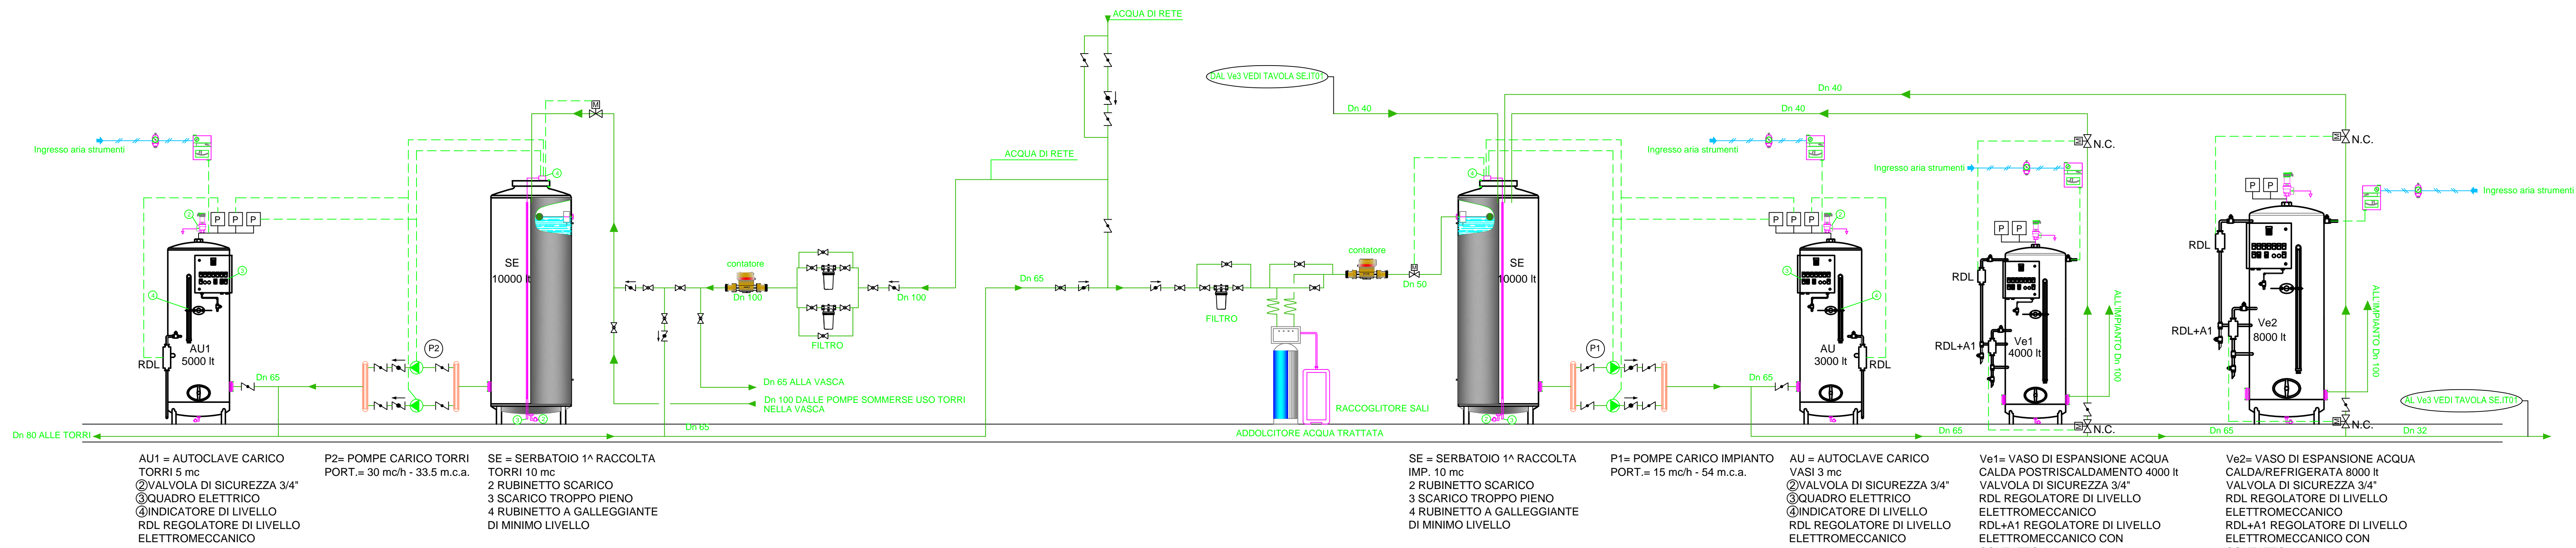 ACQUA DI RETE
DAL Ve3 VEDI TAVOLA SE.IT01
Dn 40
Dn 40
Dn 40
M
Ingresso aria strumenti
ACQUA DI RETE
Ingresso aria strumenti
Ingresso aria strumenti
Ingresso aria strumenti
M
N.C.
M
N.C.
4
4
2
P
P
P
P
P
P
2
P
P
P
P
RDL
SE
10000 lt
contatore
Dn 100
FILTRO
Dn 100
Dn 65
FILTRO
contatore
M
Dn 50
SE
10000 lt
3
4
AU1
5000 lt
RDL
P2
Dn 65
3
2
Dn 65 ALLA VASCA
Dn 100 DALLE POMPE SOMMERSE USO TORRI
NELLA VASCA
Dn 65
RACCOGLITORE SALI
ADDOLCITORE ACQUA TRATTATA
2
3
P1
Dn 65
3
4
AU
3000 lt
RDL
RDL
RDL+A1
Ve1
4000 lt
ALL'IMPIANTO Dn 100
RDL+A1
Ve2
8000 lt
ALL'IMPIANTO Dn 100
AL Ve3 VEDI TAVOLA SE.IT01
M
N.C.
M
N.C.
Dn 80 ALLE TORRI
Dn 65
Dn 65
Dn 32
AU1 = AUTOCLAVE CARICO
TORRI 5 mc
②VALVOLA DI SICUREZZA 3/4"
③QUADRO ELETTRICO
④INDICATORE DI LIVELLO
RDL REGOLATORE DI LIVELLO
ELETTROMECCANICO
P2= POMPE CARICO TORRI
PORT.= 30 mc/h - 33.5 m.c.a.
SE = SERBATOIO 1^ RACCOLTA
TORRI 10 mc
2 RUBINETTO SCARICO
3 SCARICO TROPPO PIENO
4 RUBINETTO A GALLEGGIANTE
DI MINIMO LIVELLO
SE = SERBATOIO 1^ RACCOLTA
IMP. 10 mc
2 RUBINETTO SCARICO
3 SCARICO TROPPO PIENO
4 RUBINETTO A GALLEGGIANTE
DI MINIMO LIVELLO
P1= POMPE CARICO IMPIANTO
PORT.= 15 mc/h - 54 m.c.a.
AU = AUTOCLAVE CARICO
VASI 3 mc
②VALVOLA DI SICUREZZA 3/4"
③QUADRO ELETTRICO
④INDICATORE DI LIVELLO
RDL REGOLATORE DI LIVELLO
ELETTROMECCANICO
Ve1= VASO DI ESPANSIONE ACQUA
CALDA POSTRISCALDAMENTO 4000 lt
VALVOLA DI SICUREZZA 3/4"
RDL REGOLATORE DI LIVELLO
ELETTROMECCANICO
RDL+A1 REGOLATORE DI LIVELLO
ELETTROMECCANICO CON
Ve2= VASO DI ESPANSIONE ACQUA
CALDA/REFRIGERATA 8000 lt
VALVOLA DI SICUREZZA 3/4"
RDL REGOLATORE DI LIVELLO
ELETTROMECCANICO
RDL+A1 REGOLATORE DI LIVELLO
ELETTROMECCANICO CON